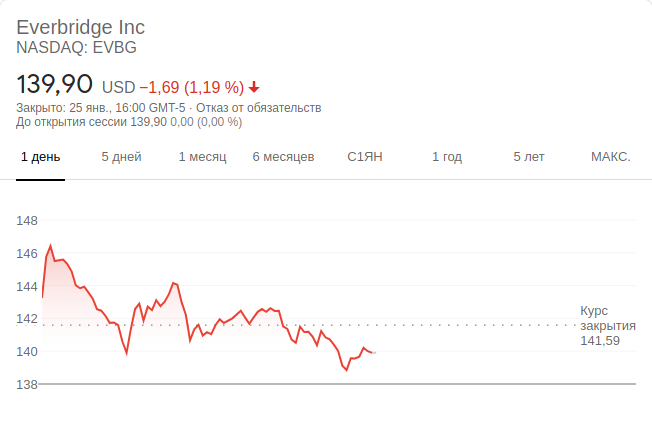 Everbridge Inc
NASDAQ: EVBG
139,90 USD −1,69 (1,19 %)
Закрыто: 25 янв., 16:00 GMT-5 · Отказ от обязательств
До открытия сессии 139,90 0,00 (0,00 %)
1 день 5 дней 1 месяц 6 месяцев С1ЯН 1 год 5 лет МАКС.
148
146
144
142
140
138
Курс
закрытия
141,59